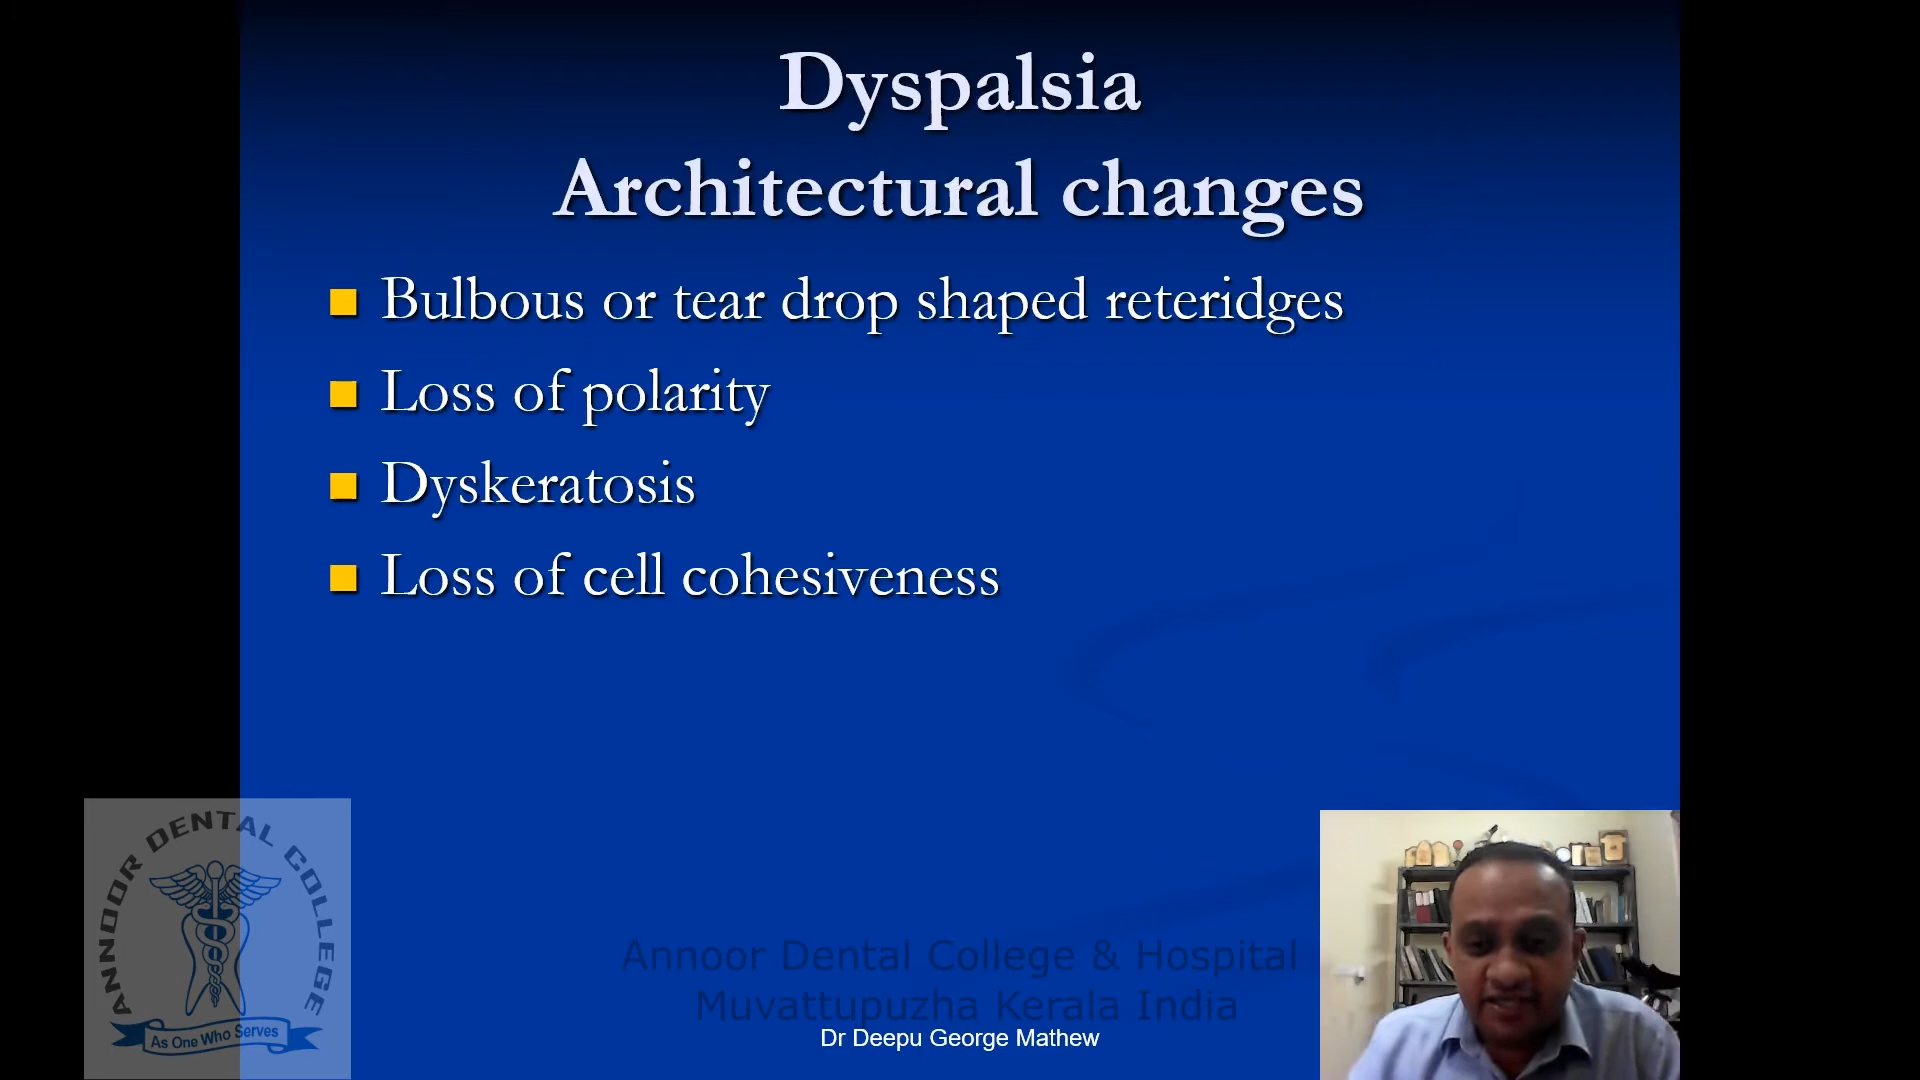 Dyspalsia
Architectural changes
Bulbous or tear drop shaped reteridges
Loss of polarity
Dyskeratosis
Loss of cell cohesiveness
ANNOOR DENTAL COLLEGE
As One Who Serves
Annoor Dental College & Hospital
Muvattupuzha Kerala India
Dr Deepu George Mathew